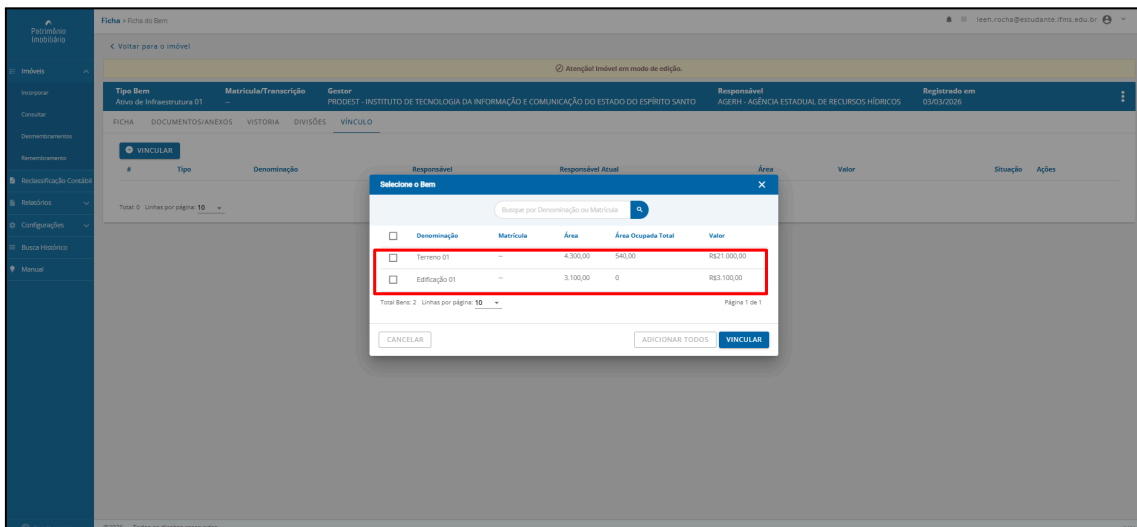 Patrimônio
Imobiliário
Imóveis
Incorporar
Consultar
Desmembramentos
Remembramento
Reclassificação Contábil
Relatórios
Configurações
Busca Histórico
Manual
Ficha > Ficha do Bem
leeh.rocha@estudante.ifms.edu.br
Voltar para o imóvel
Atenção! Imóvel em modo de edição.
Tipo Bem Matrícula/Transcrição Gestor Responsável Registrado em
Ativo de Infraestrutura 01 -- PRODEST - INSTITUTO DE TECNOLOGIA DA INFORMAÇÃO E COMUNICAÇÃO DO ESTADO DO ESPÍRITO SANTO AGERH - AGÊNCIA ESTADUAL DE RECURSOS HÍDRICOS 03/03/2026
FICHA DOCUMENTOS/ANEXOS VISTORIA DIVISÕES VÍNCULO
VINCULAR
# Tipo Denominação Responsável Responsável Atual Área Valor Situação Ações
Total: 0 Linhas por página: 10
Selecione o Bem
Busque por Denominação ou Matrícula
Denominação Matrícula Área Área Ocupada Total Valor
Terreno 01 -- 4.300,00 540,00 R$21.000,00
Edificação 01 -- 3.100,00 0 R$3.100,00
Total Bens: 2 Linhas por página: 10 Página 1 de 1
CANCELAR ADICIONAR TODOS VINCULAR